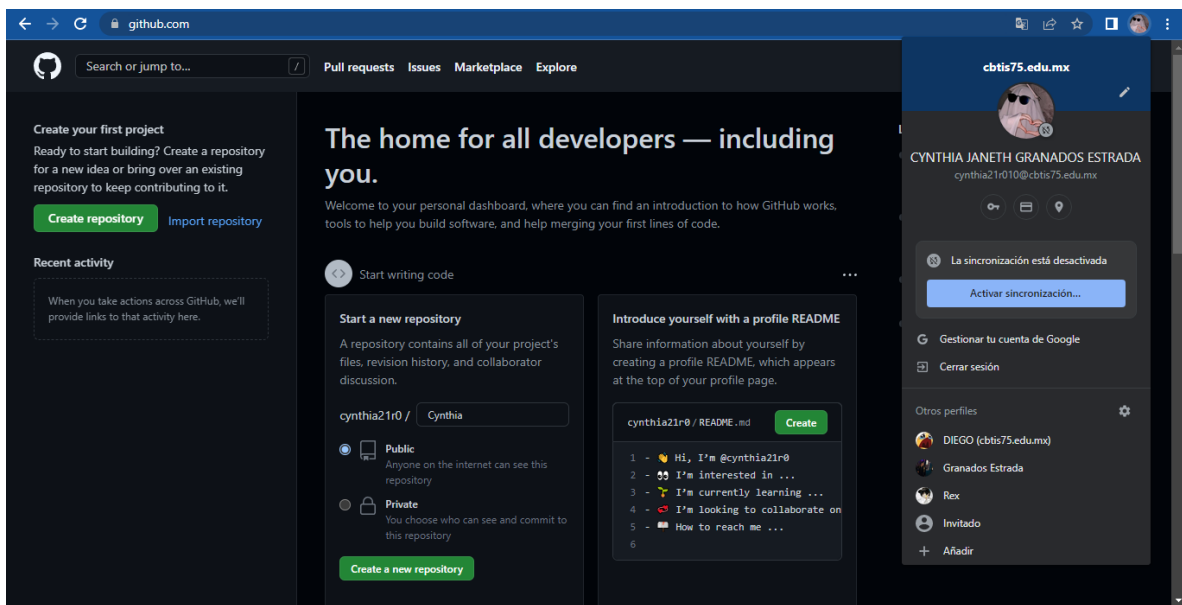 github.com
Search or jump to...
/
Pull requests Issues Marketplace Explore
Create your first project
Ready to start building? Create a repository
for a new idea or bring over an existing
repository to keep contributing to it.
Create repository Import repository
Recent activity
When you take actions across GitHub, we'll
provide links to that activity here.
The home for all developers — including
you.
Welcome to your personal dashboard, where you can find an introduction to how GitHub works,
tools to help you build software, and help merging your first lines of code.
Start writing code
Start a new repository
A repository contains all of your project's
files, revision history, and collaborator
discussion.
cynthia21r0 / Cynthia
Public
Anyone on the internet can see this
repository
Private
You choose who can see and commit to
this repository
Create a new repository
Introduce yourself with a profile README
Share information about yourself by
creating a profile README, which appears
at the top of your profile page.
cynthia21r0 / README.md Create
1 - 👋 Hi, I'm @cynthia21r0
2 - 👀 I'm interested in ...
3 - 🌱 I'm currently learning ...
4 - 💞️ I'm looking to collaborate on
5 - 📫 How to reach me ...
6
cbtis75.edu.mx
CYNTHIA JANETH GRANADOS ESTRADA
cynthia21r010@cbtis75.edu.mx
La sincronización está desactivada
Activar sincronización...
G Gestionar tu cuenta de Google
Cerrar sesión
Otros perfiles
DIEGO (cbtis75.edu.mx)
Granados Estrada
Rex
Invitado
+ Añadir